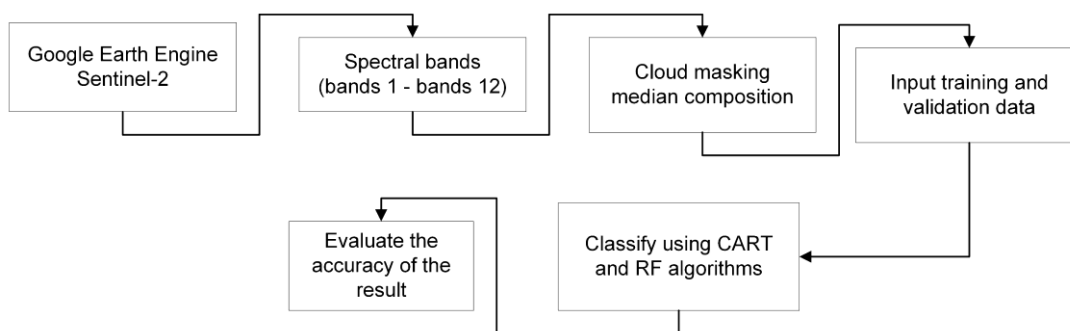 Google Earth Engine
Sentinel-2
Spectral bands
(bands 1 - bands 12)
Cloud masking
median composition
Input training and
validation data
Classify using CART
and RF algorithms
Evaluate the
accuracy of the
result